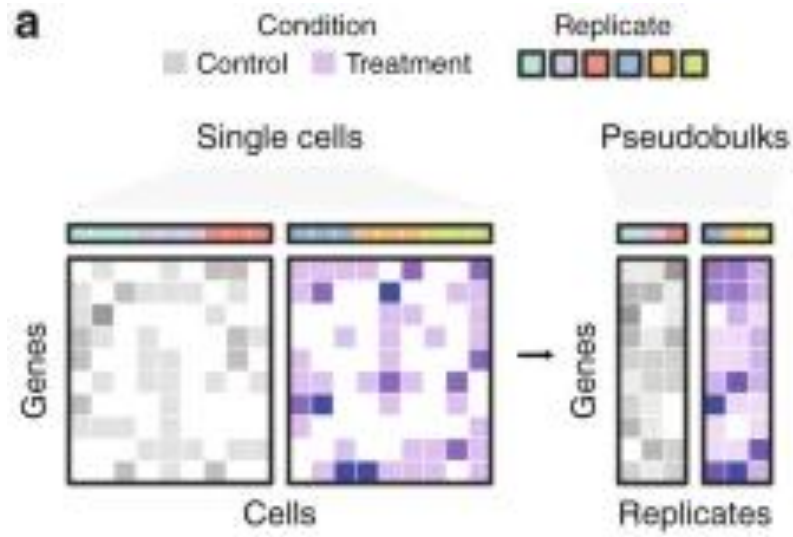 a
Condition
Replicate
Control
Treatment
Single cells
Pseudobulks
Genes
Genes
Cells
Replicates